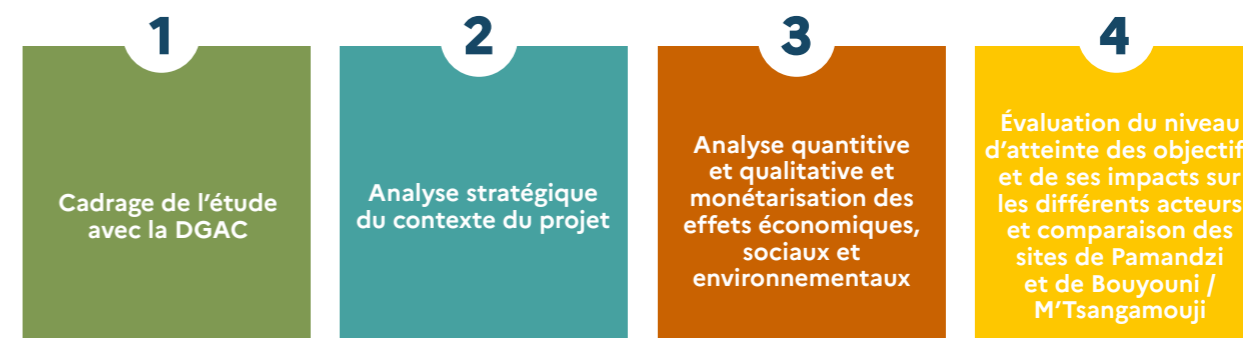 1
Cadrage de l'étude
avec la DGAC
2
Analyse stratégique
du contexte du projet
3
Analyse quantitive
et qualitative et
monétarisation des
effets économiques,
sociaux et
environnementaux
4
Évaluation du niveau
d'atteinte des objectif
et de ses impacts sur
les différents acteurs
et comparaison des
sites de Pamandzi
et de Bouyouni /
M'Tsangamouji